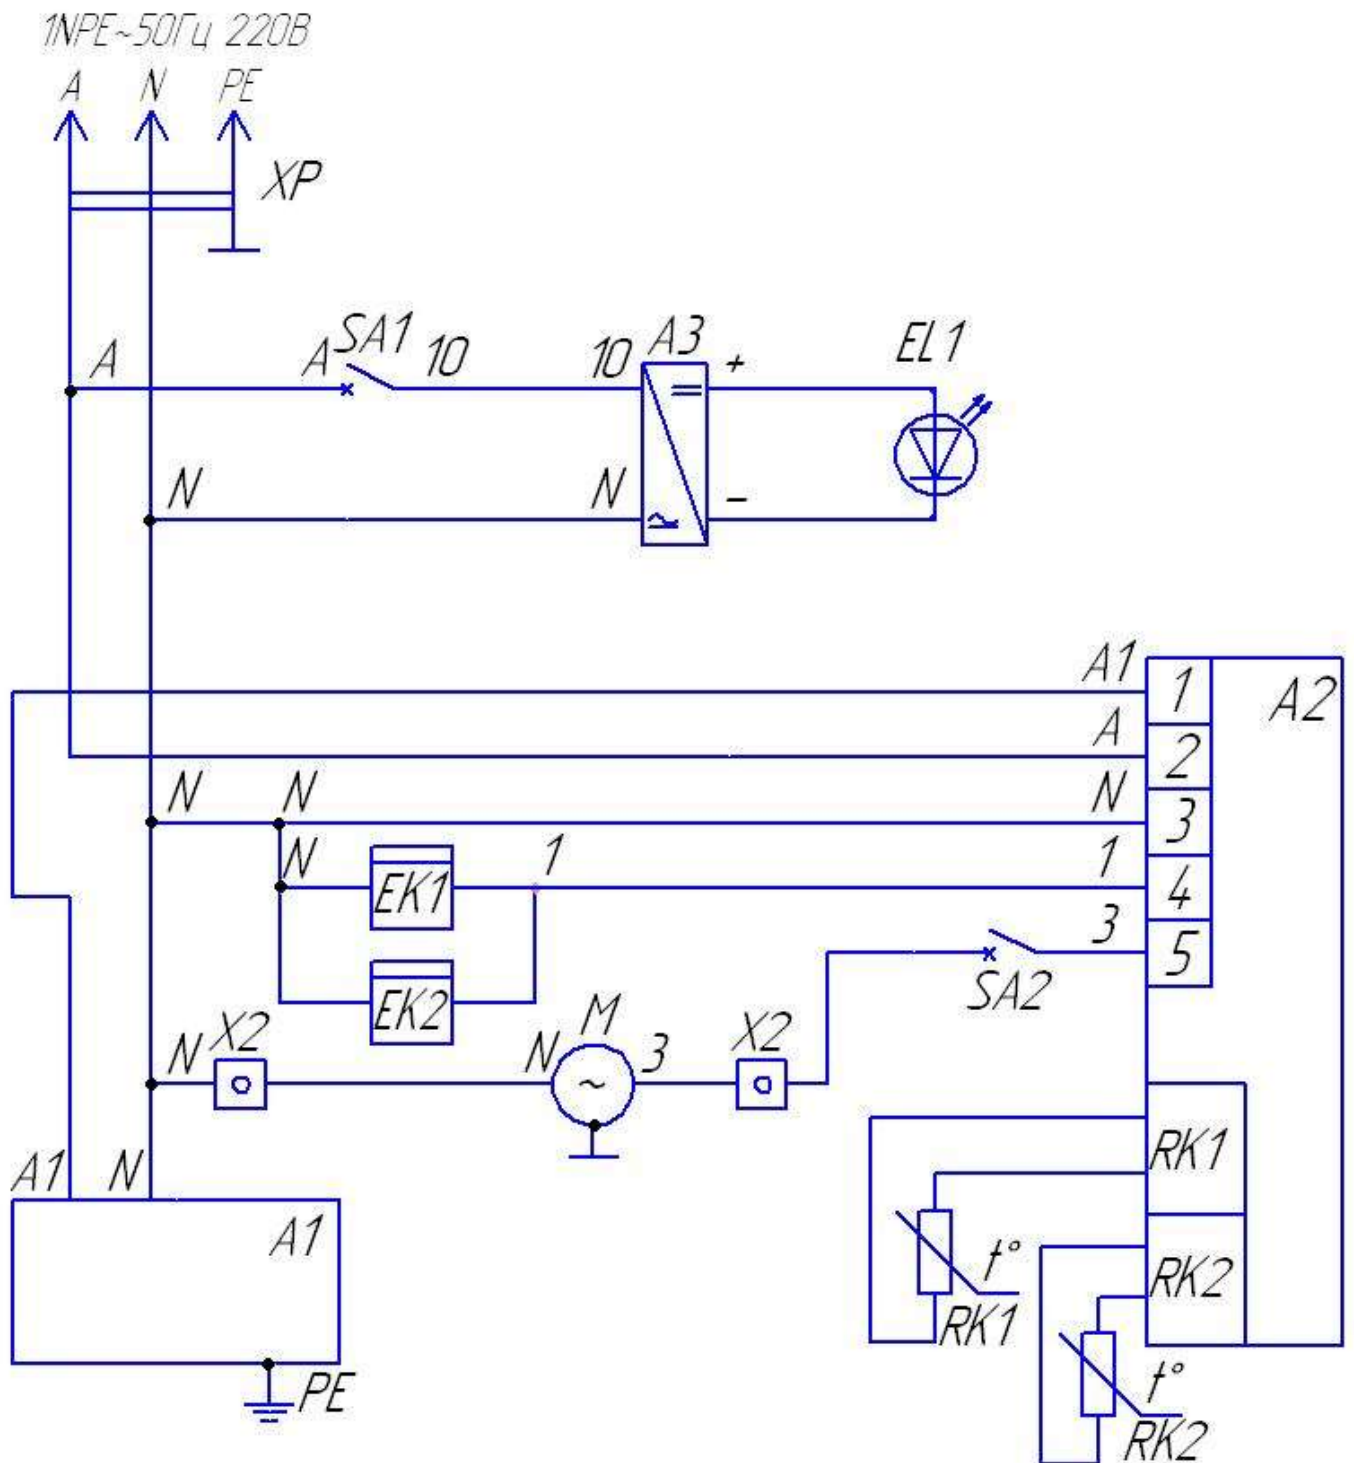 1NPE~50Гц 220В
A N PE
XP
A A SA1 10 10 A3 + EL1
N N −
A1 1 A2
A 2
N N N 3
N EK1 1 1 4
3 5
EK2 SA2
N X2 N M 3 X2
~
RK1
A1 N
A1 t° RK2
RK1
PE t°
RK2